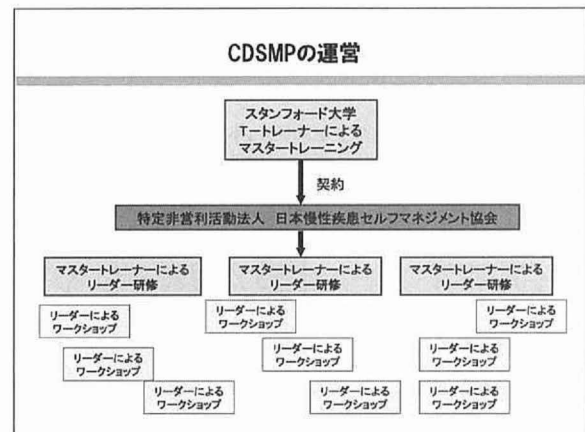 CDSMPの運営
スタンフォード大学
T－トレーナーによる
マスタートレーニング
契約
特定非営利活動法人　日本慢性疾患セルフマネジメント協会
マスタートレーナーによる
リーダー研修
マスタートレーナーによる
リーダー研修
マスタートレーナーによる
リーダー研修
リーダーによる
ワークショップ
リーダーによる
ワークショップ
リーダーによる
ワークショップ
リーダーによる
ワークショップ
リーダーによる
ワークショップ
リーダーによる
ワークショップ
リーダーによる
ワークショップ
リーダーによる
ワークショップ
リーダーによる
ワークショップ